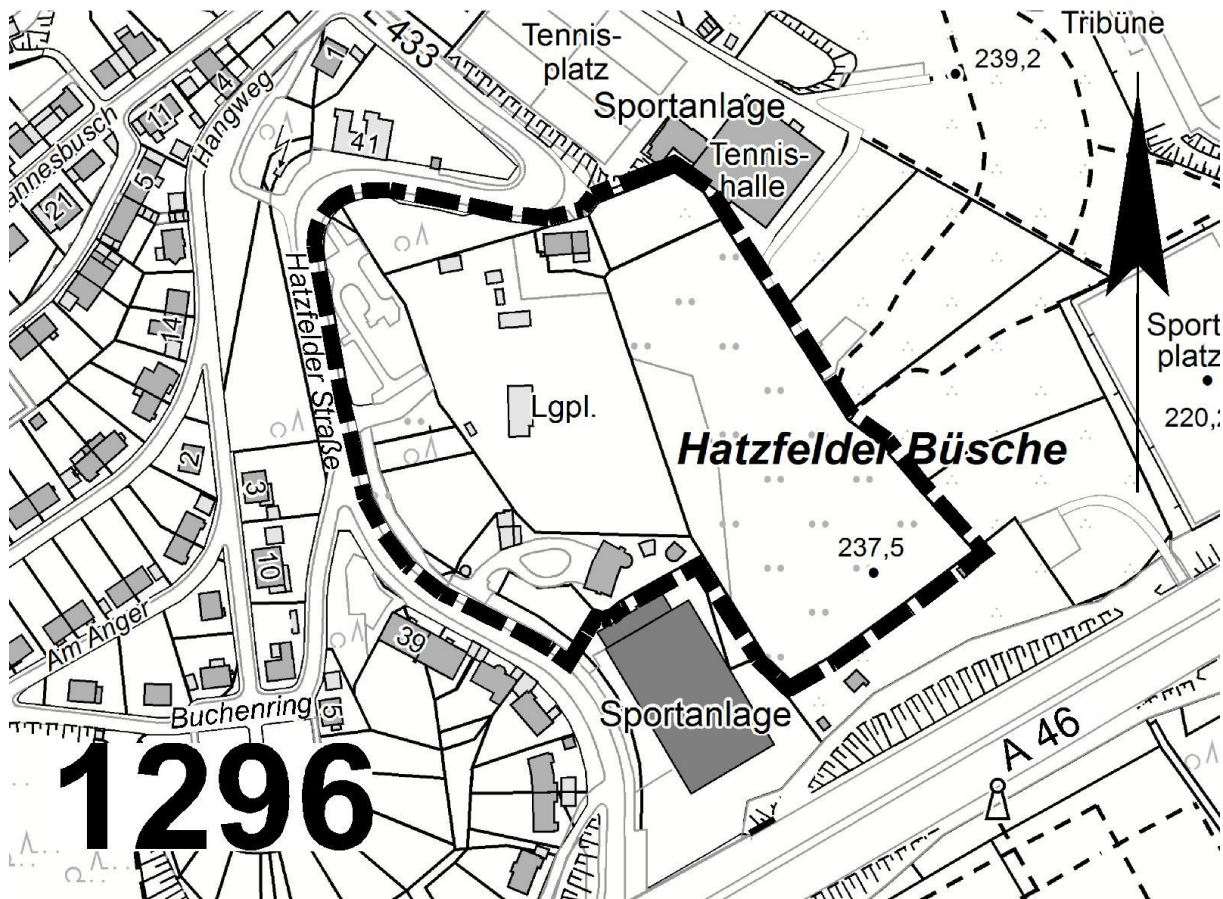 Tribüne
L 433
Tennis-
platz
239,2
1
4
Hangweg
11
Sportanlage
41
annesbusch
Tennis-
halle
5
21
Hatzfelder Straße
14
Sport
platz
220,2
Lgpl.
Hatzfelder Büsche
2
3
237,5
10
Am Anger
39
Buchenring
5
Sportanlage
A 46
1296